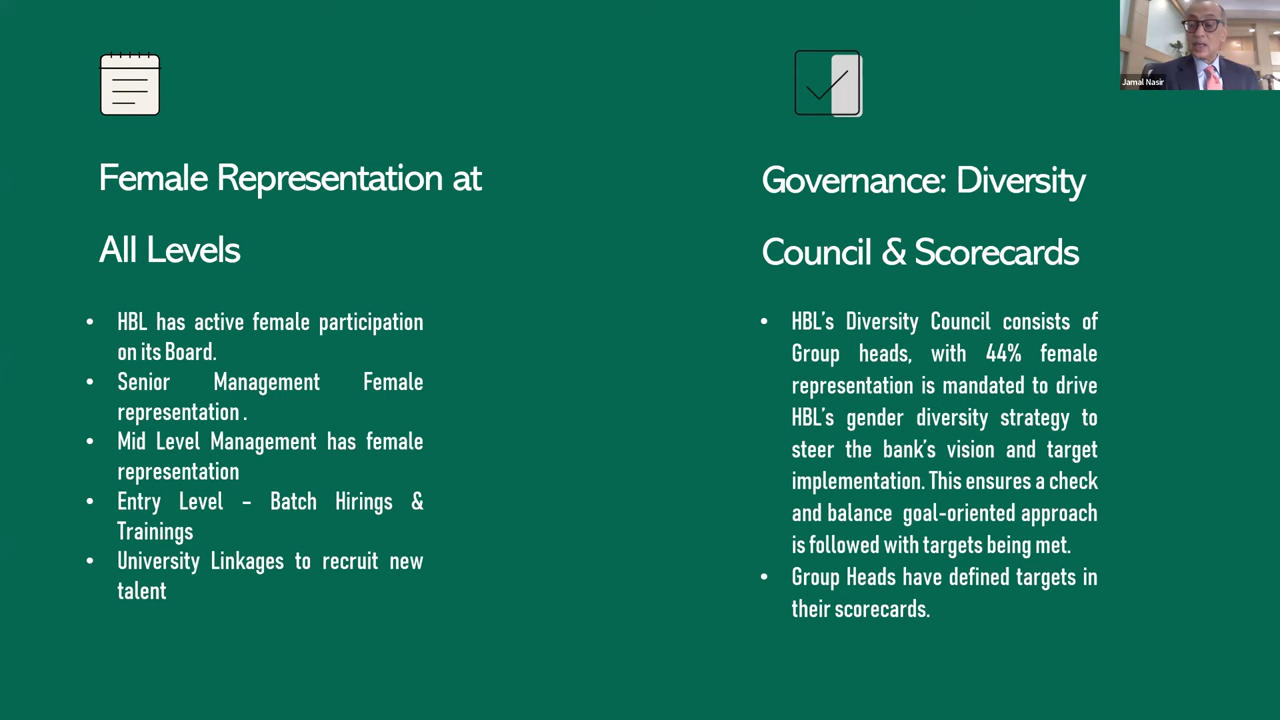 Jamal Nasir
Female Representation at
All Levels
• HBL has active female participation
on its Board.
• Senior Management Female
representation .
• Mid Level Management has female
representation
• Entry Level - Batch Hirings &
Trainings
• University Linkages to recruit new
talent
Governance: Diversity
Council & Scorecards
• HBL’s Diversity Council consists of
Group heads, with 44% female
representation is mandated to drive
HBL’s gender diversity strategy to
steer the bank’s vision and target
implementation. This ensures a check
and balance goal-oriented approach
is followed with targets being met.
• Group Heads have defined targets in
their scorecards.